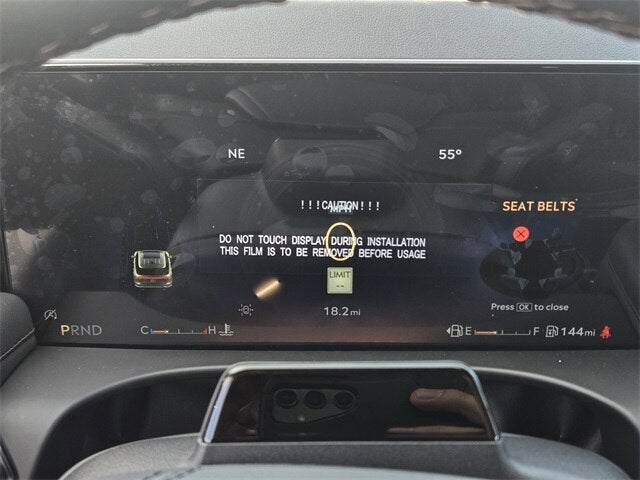 NE 55°
!!!CAUTION!!!
MPH
SEAT BELTS
DO NOT TOUCH DISPLAY DURING INSTALLATION
THIS FILM IS TO BE REMOVED BEFORE USAGE
LIMIT
--
18.2mi
Press OK to close
PRND C H E F 144mi